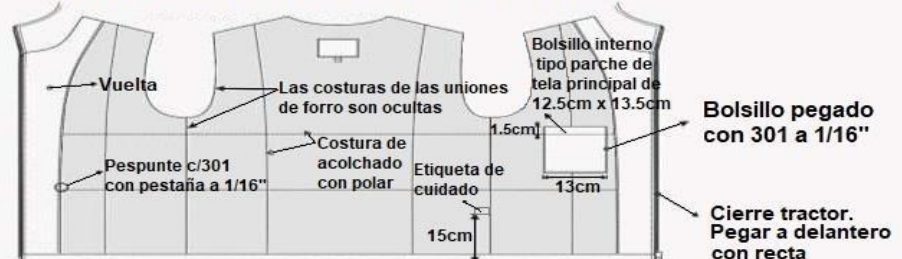 Vuelta
Las costuras de las uniones
de forro son ocultas
Bolsillo interno
tipo parche de
tela principal de
12.5cm x 13.5cm
1.5cm
13cm
Bolsillo pegado
con 301 a 1/16"
Pespunte c/301
con pestaña a 1/16"
Costura de
acolchado
con polar
Etiqueta de
cuidado
15cm
Cierre tractor.
Pegar a delantero
con recta